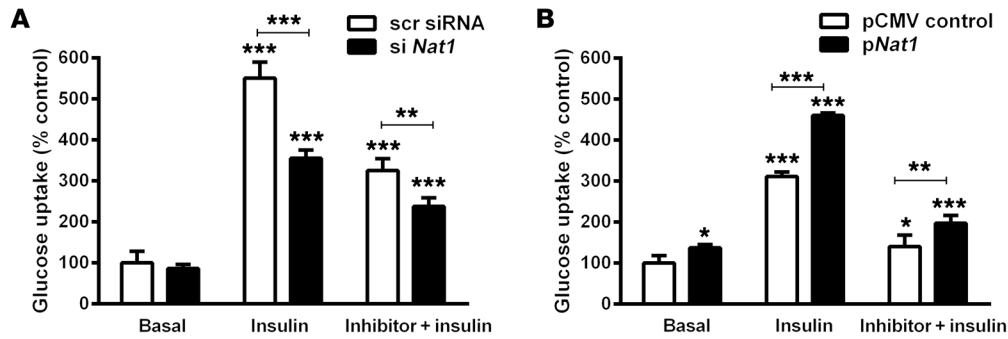 A
scr siRNA
si Nat1
Glucose uptake (% control)
600
500
400
300
200
100
0
***
***
***
**
***
***
Basal
Insulin
Inhibitor + insulin
B
pCMV control
pNat1
Glucose uptake (% control)
600
500
400
300
200
100
0
***
***
***
**
***
*
*
Basal
Insulin
Inhibitor + insulin